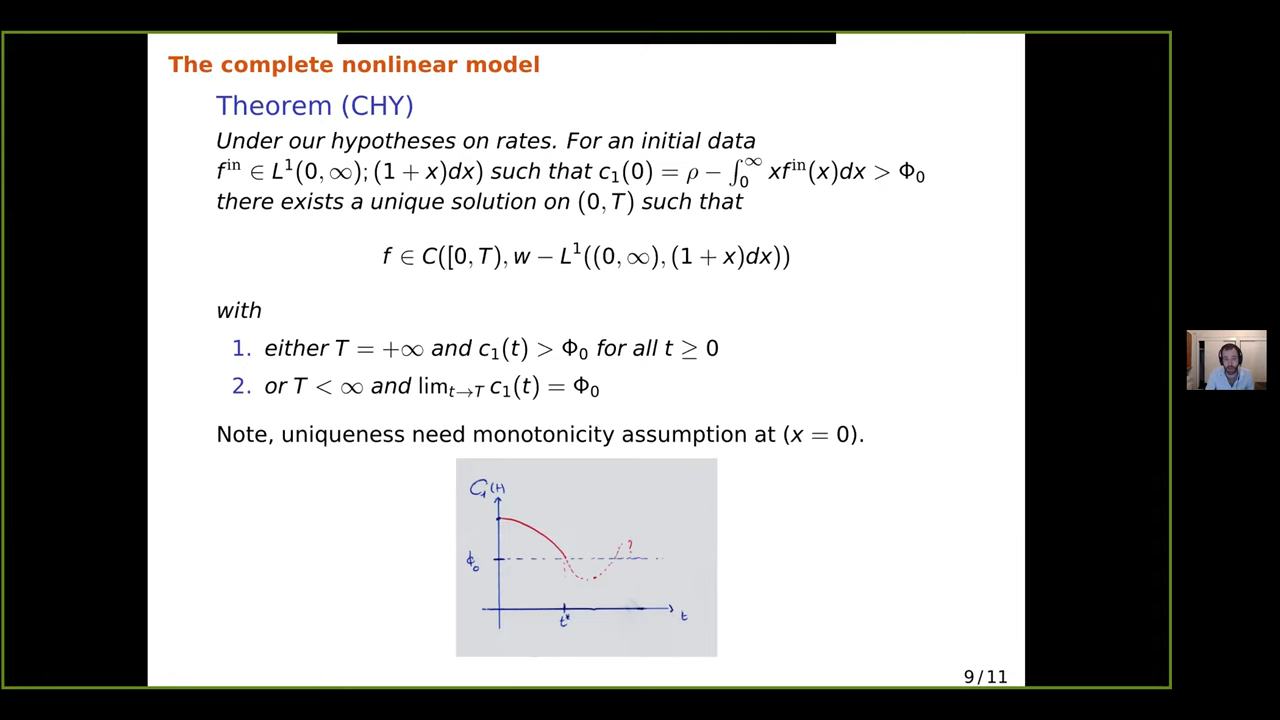 The complete nonlinear model
Theorem (CHY)
Under our hypotheses on rates. For an initial data
fⁱⁿ ∈ L¹(0, ∞); (1 + x)dx) such that c₁(0) = ρ − ∫₀^∞ xfⁱⁿ(x)dx > Φ₀
there exists a unique solution on (0, T) such that
f ∈ C([0, T), w − L¹((0, ∞), (1 + x)dx))
with
1. either T = +∞ and c₁(t) > Φ₀ for all t ≥ 0
2. or T < ∞ and lim_{t→T} c₁(t) = Φ₀
Note, uniqueness need monotonicity assumption at (x = 0).
C₁(t)
?
ϕ₀
t*
t
9 / 11